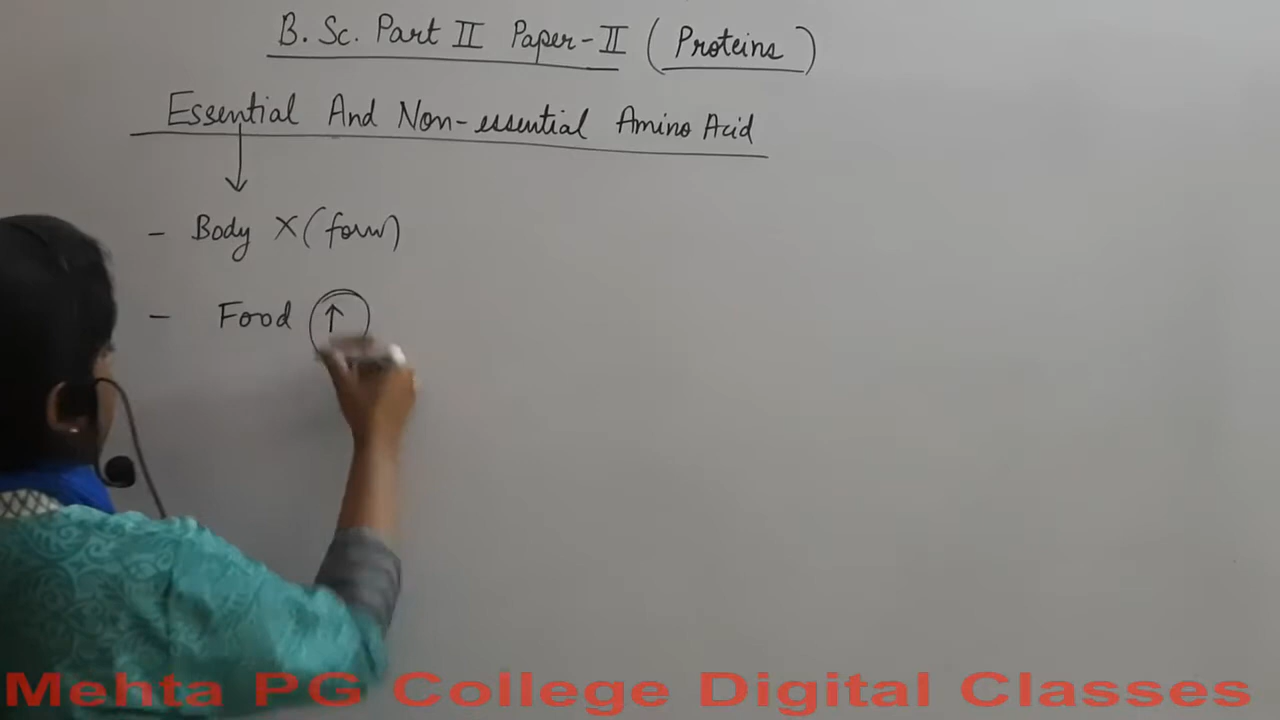 B. Sc. Part II Paper-II (Proteins)
Essential And Non-essential Amino Acid
- Body X (form)
- Food ↑
Mehta PG College Digital Classes